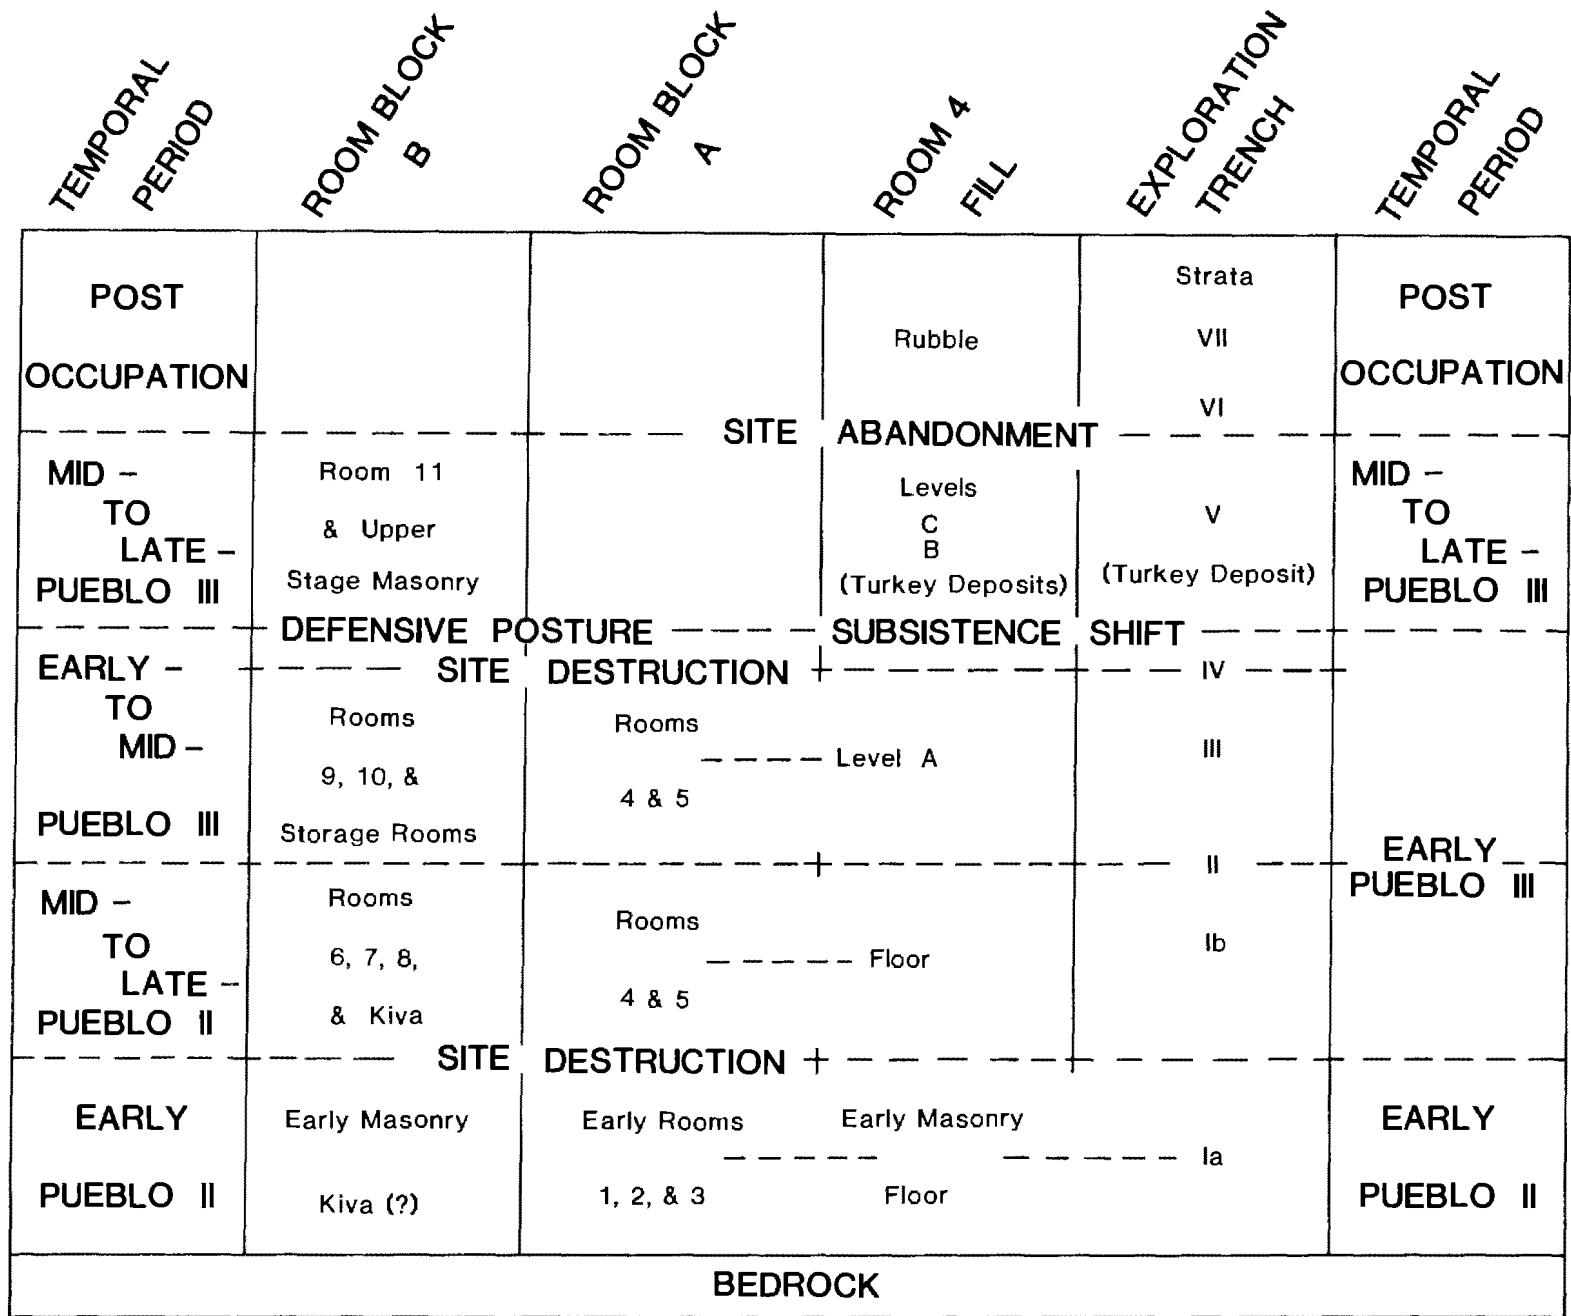 TEMPORAL
PERIOD
ROOM BLOCK
B
ROOM BLOCK
A
ROOM 4
FILL
EXPLORATION
TRENCH
TEMPORAL
PERIOD
POST
OCCUPATION
Rubble
Strata
VII
VI
POST
OCCUPATION
SITE ABANDONMENT
MID –
TO
LATE –
PUEBLO III
Room 11
& Upper
Stage Masonry
Levels
C
B
(Turkey Deposits)
V
(Turkey Deposit)
MID –
TO
LATE –
PUEBLO III
DEFENSIVE POSTURE
SUBSISTENCE SHIFT
SITE DESTRUCTION
IV
EARLY –
TO
MID –
PUEBLO III
Rooms
9, 10, &
Storage Rooms
Rooms
4 & 5
Level A
III
II
EARLY
PUEBLO III
MID –
TO
LATE –
PUEBLO II
Rooms
6, 7, 8,
& Kiva
Rooms
4 & 5
Floor
Ib
SITE DESTRUCTION
EARLY
PUEBLO II
Early Masonry
Kiva (?)
Early Rooms
1, 2, & 3
Early Masonry
Floor
Ia
EARLY
PUEBLO II
BEDROCK